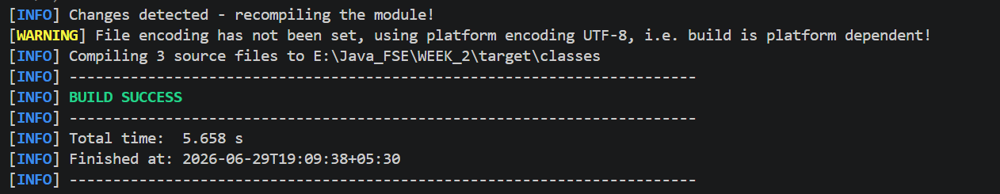 [INFO] Changes detected - recompiling the module!
[WARNING] File encoding has not been set, using platform encoding UTF-8, i.e. build is platform dependent!
[INFO] Compiling 3 source files to E:\Java_FSE\WEEK_2\target\classes
[INFO] ------------------------------------------------------------------------
[INFO] BUILD SUCCESS
[INFO] ------------------------------------------------------------------------
[INFO] Total time:  5.658 s
[INFO] Finished at: 2026-06-29T19:09:38+05:30
[INFO] ------------------------------------------------------------------------